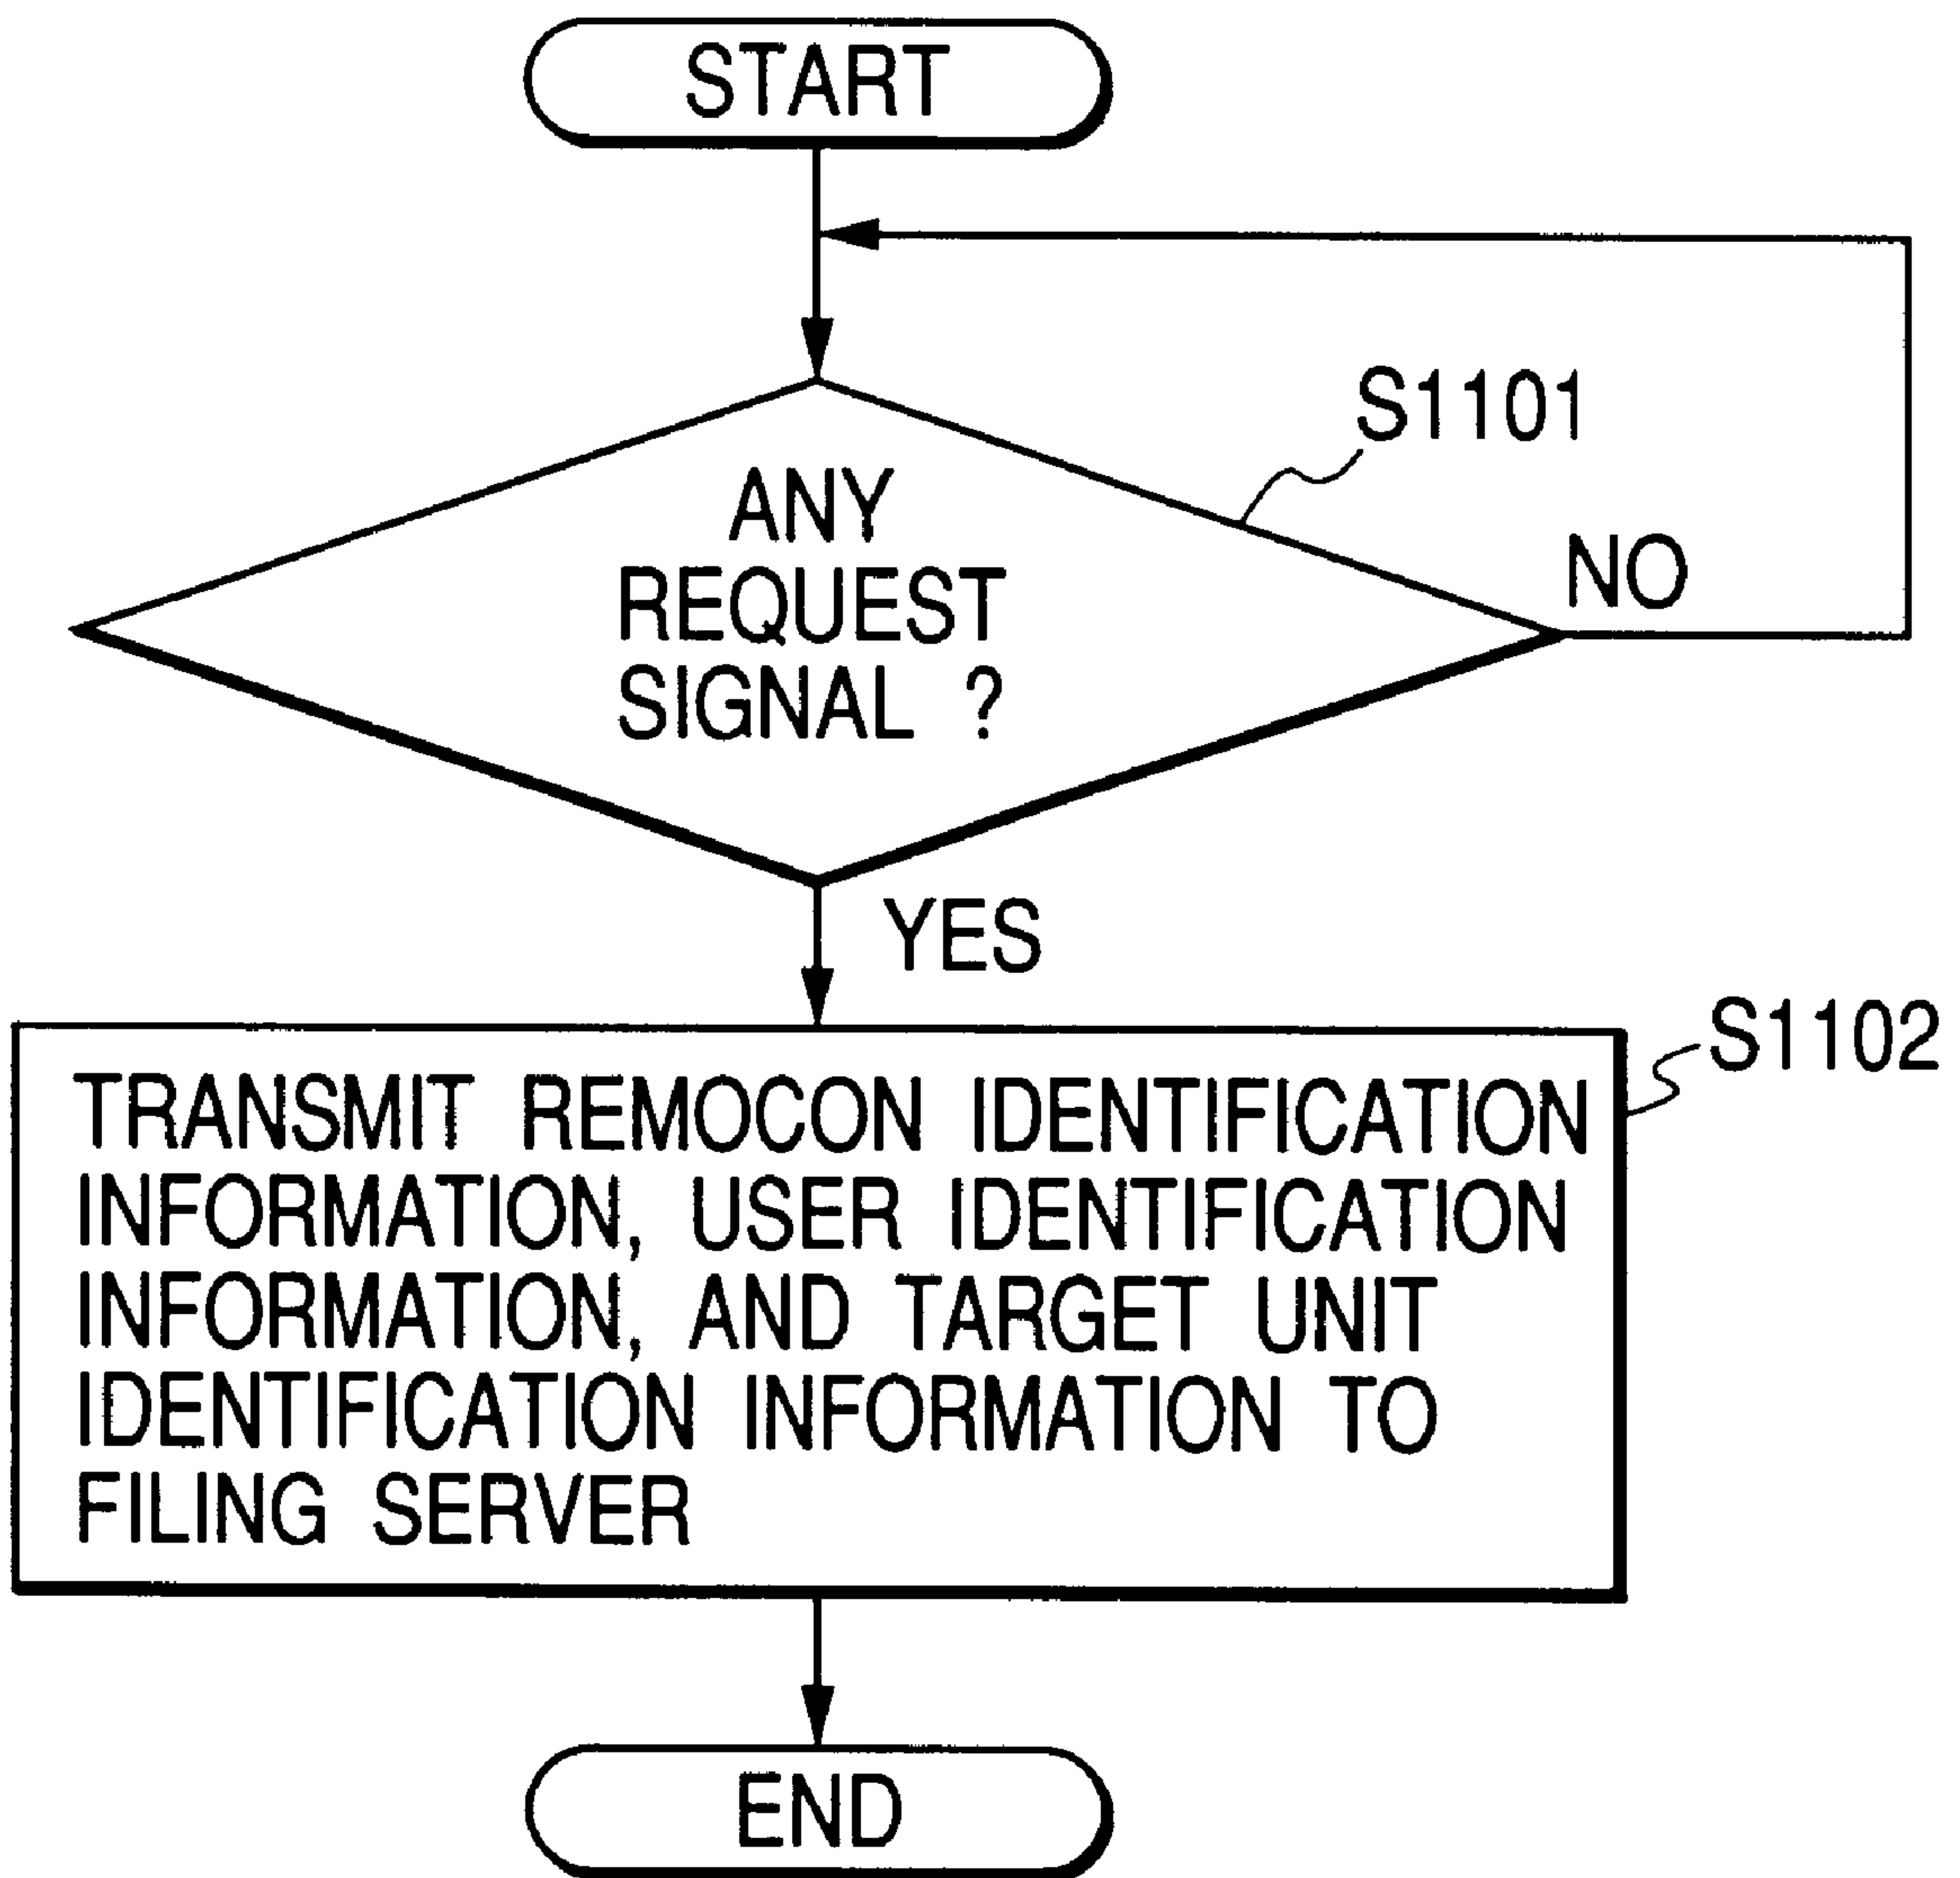 START
S1101
ANY
REQUEST
SIGNAL ?
NO
YES
S1102
TRANSMIT REMOCON IDENTIFICATION
INFORMATION, USER IDENTIFICATION
INFORMATION, AND TARGET UNIT
IDENTIFICATION INFORMATION TO
FILING SERVER
END